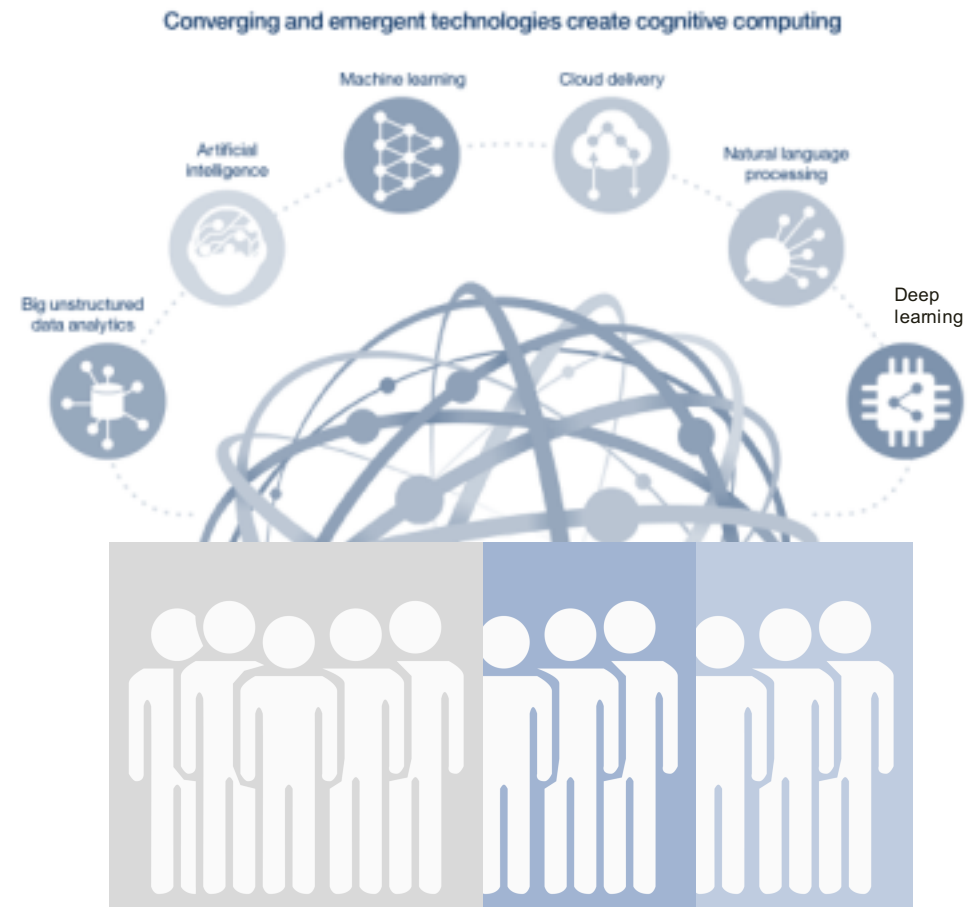 Converging and emergent technologies create cognitive computing
Machine learning
Cloud delivery
Artificial
intelligence
Natural language
processing
Big unstructured
data analytics
Deep
learning